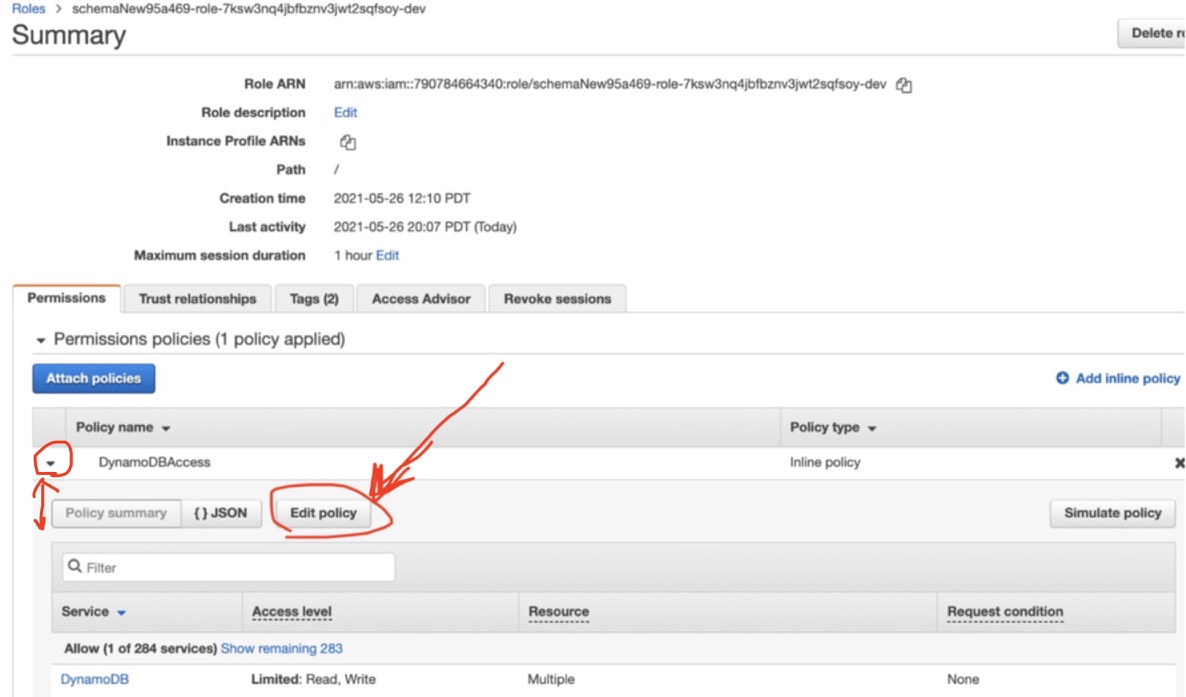 Roles > schemaNew95a469-role-7ksw3nq4jbfbznv3jwt2sqfsoy-dev
Summary
Delete ro
Role ARN arn:aws:iam::790784664340:role/schemaNew95a469-role-7ksw3nq4jbfbznv3jwt2sqfsoy-dev
Role description Edit
Instance Profile ARNs
Path /
Creation time 2021-05-26 12:10 PDT
Last activity 2021-05-26 20:07 PDT (Today)
Maximum session duration 1 hour Edit
Permissions Trust relationships Tags (2) Access Advisor Revoke sessions
Permissions policies (1 policy applied)
Attach policies Add inline policy
Policy name Policy type
DynamoDBAccess Inline policy
Policy summary { } JSON Edit policy Simulate policy
Filter
Service Access level Resource Request condition
Allow (1 of 284 services) Show remaining 283
DynamoDB Limited: Read, Write Multiple None